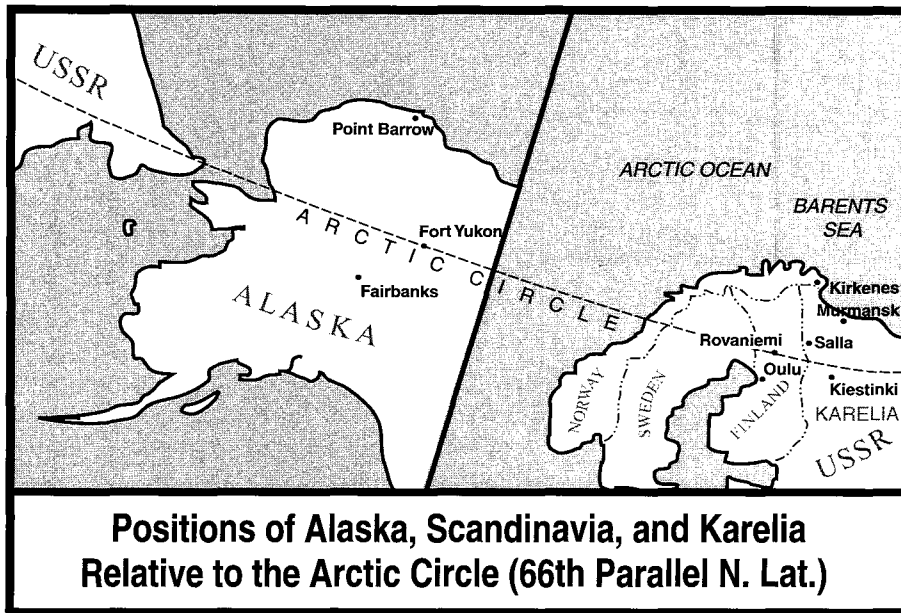 USSR
Point Barrow
ARCTIC CIRCLE
Fort Yukon
Fairbanks
ALASKA
ARCTIC OCEAN
BARENTS
SEA
Kirkenes
Murmansk
Rovaniemi
Salla
Oulu
Kiestinki
NORWAY
SWEDEN
FINLAND
KARELIA
USSR
Positions of Alaska, Scandinavia, and Karelia
Relative to the Arctic Circle (66th Parallel N. Lat.)